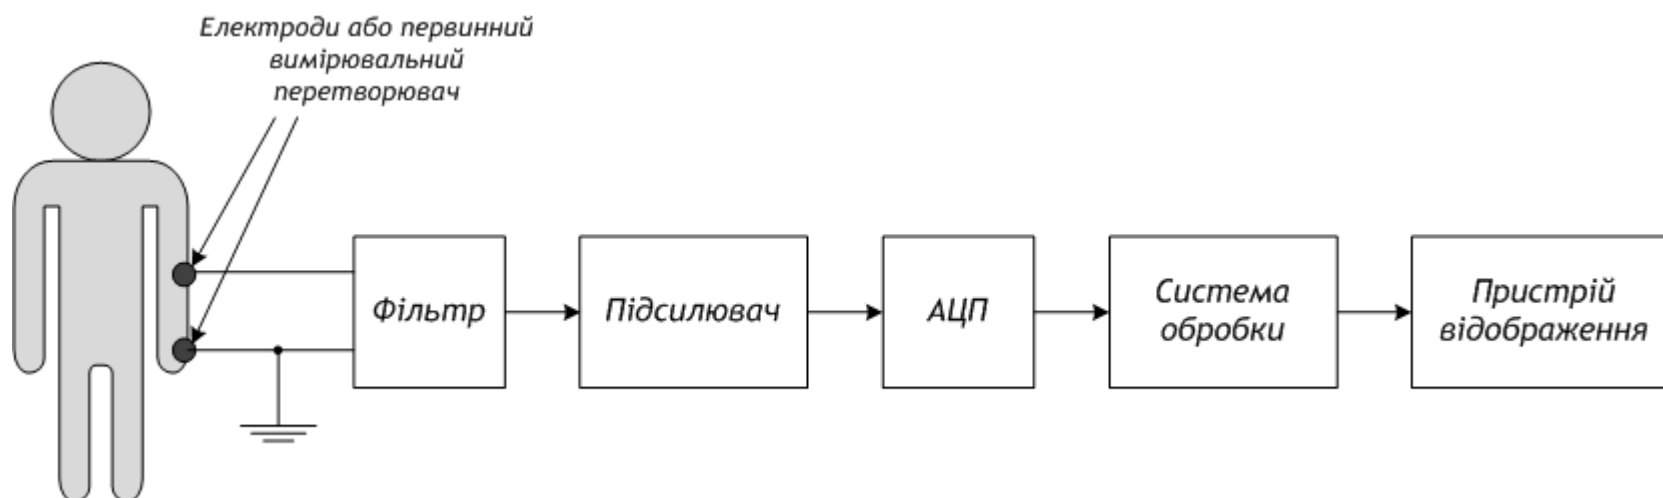 Електроди або первинний
вимірювальний
перетворювач
Фільтр
Підсилювач
АЦП
Система
обробки
Пристрій
відображення